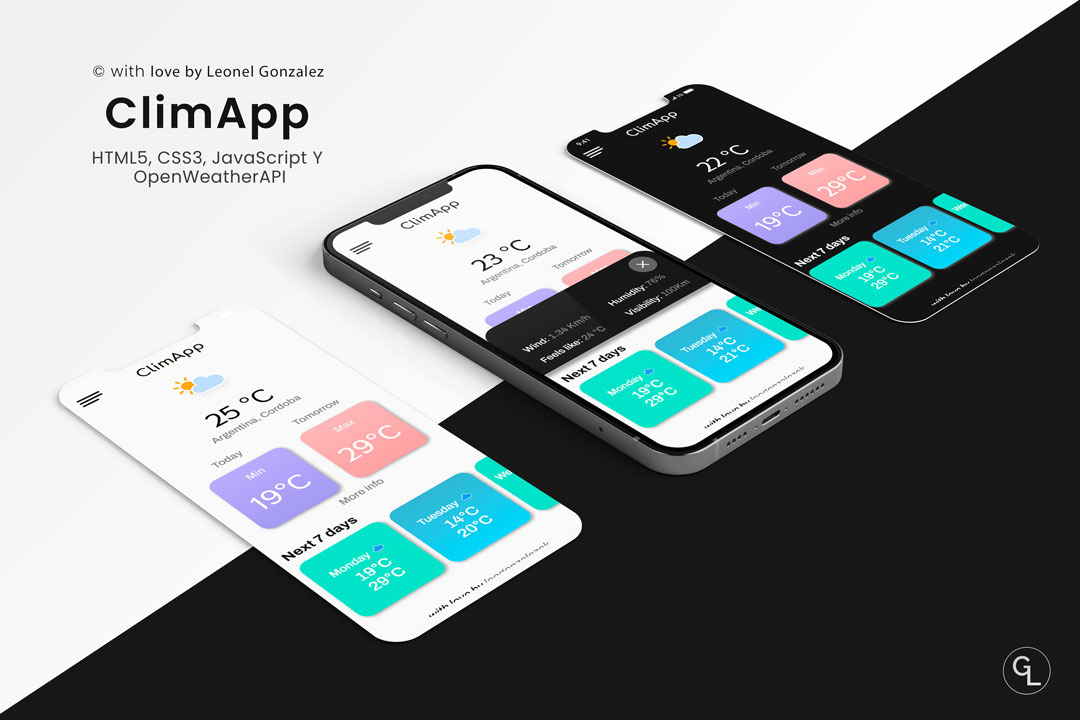 © with love by Leonel Gonzalez
ClimApp
HTML5, CSS3, JavaScript Y
OpenWeatherAPI
ClimApp
25 °C
Argentina, Cordoba
Today
Tomorrow
Min
19°C
Max
29°C
More info
Next 7 days
Monday
19°C
29°C
Tuesday
14°C
20°C
We
with love by
ClimApp
23 °C
Argentina, Cordoba
Today
Tomorrow
Wind: 1.34 Km/h
Humidity: 76%
Feels like: 24 °C
Visibility: 100Km
Next 7 days
Monday
19°C
29°C
Tuesday
14°C
21°C
We
with love by
9:41
ClimApp
22 °C
Argentina, Cordoba
Today
Tomorrow
Min
19°C
Max
29°C
More info
Next 7 days
Monday
19°C
29°C
Tuesday
14°C
21°C
We
with love by
GL